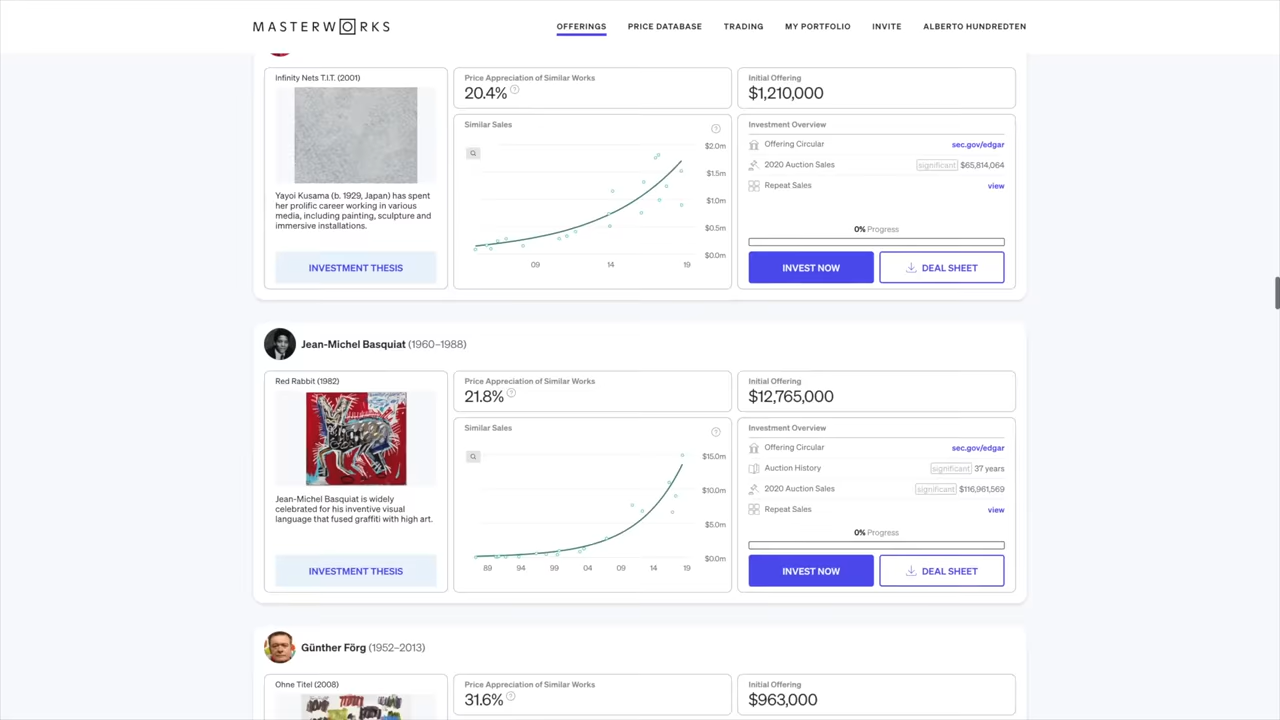 MASTERWORKS
OFFERINGS
PRICE DATABASE
TRADING
MY PORTFOLIO
INVITE
ALBERTO HUNDREDTEN
Infinity Nets T.I.T. (2001)
Yayoi Kusama (b. 1929, Japan) has spent
her prolific career working in various
media, including painting, sculpture and
immersive installations.
INVESTMENT THESIS
Price Appreciation of Similar Works
20.4% ?
Similar Sales
?
$2.0m
$1.5m
$1.0m
$0.5m
$0.0m
09 14 19
Initial Offering
$1,210,000
Investment Overview
Offering Circular sec.gov/edgar
2020 Auction Sales significant $65,814,064
Repeat Sales view
0% Progress
INVEST NOW
DEAL SHEET
Jean-Michel Basquiat (1960–1988)
Red Rabbit (1982)
Jean-Michel Basquiat is widely
celebrated for his inventive visual
language that fused graffiti with high art.
INVESTMENT THESIS
Price Appreciation of Similar Works
21.8% ?
Similar Sales
?
$15.0m
$10.0m
$5.0m
$0.0m
89 94 99 04 09 14 19
Initial Offering
$12,765,000
Investment Overview
Offering Circular sec.gov/edgar
Auction History significant 37 years
2020 Auction Sales significant $116,961,569
Repeat Sales view
0% Progress
INVEST NOW
DEAL SHEET
Günther Förg (1952–2013)
Ohne Titel (2008)
Price Appreciation of Similar Works
31.6% ?
Initial Offering
$963,000